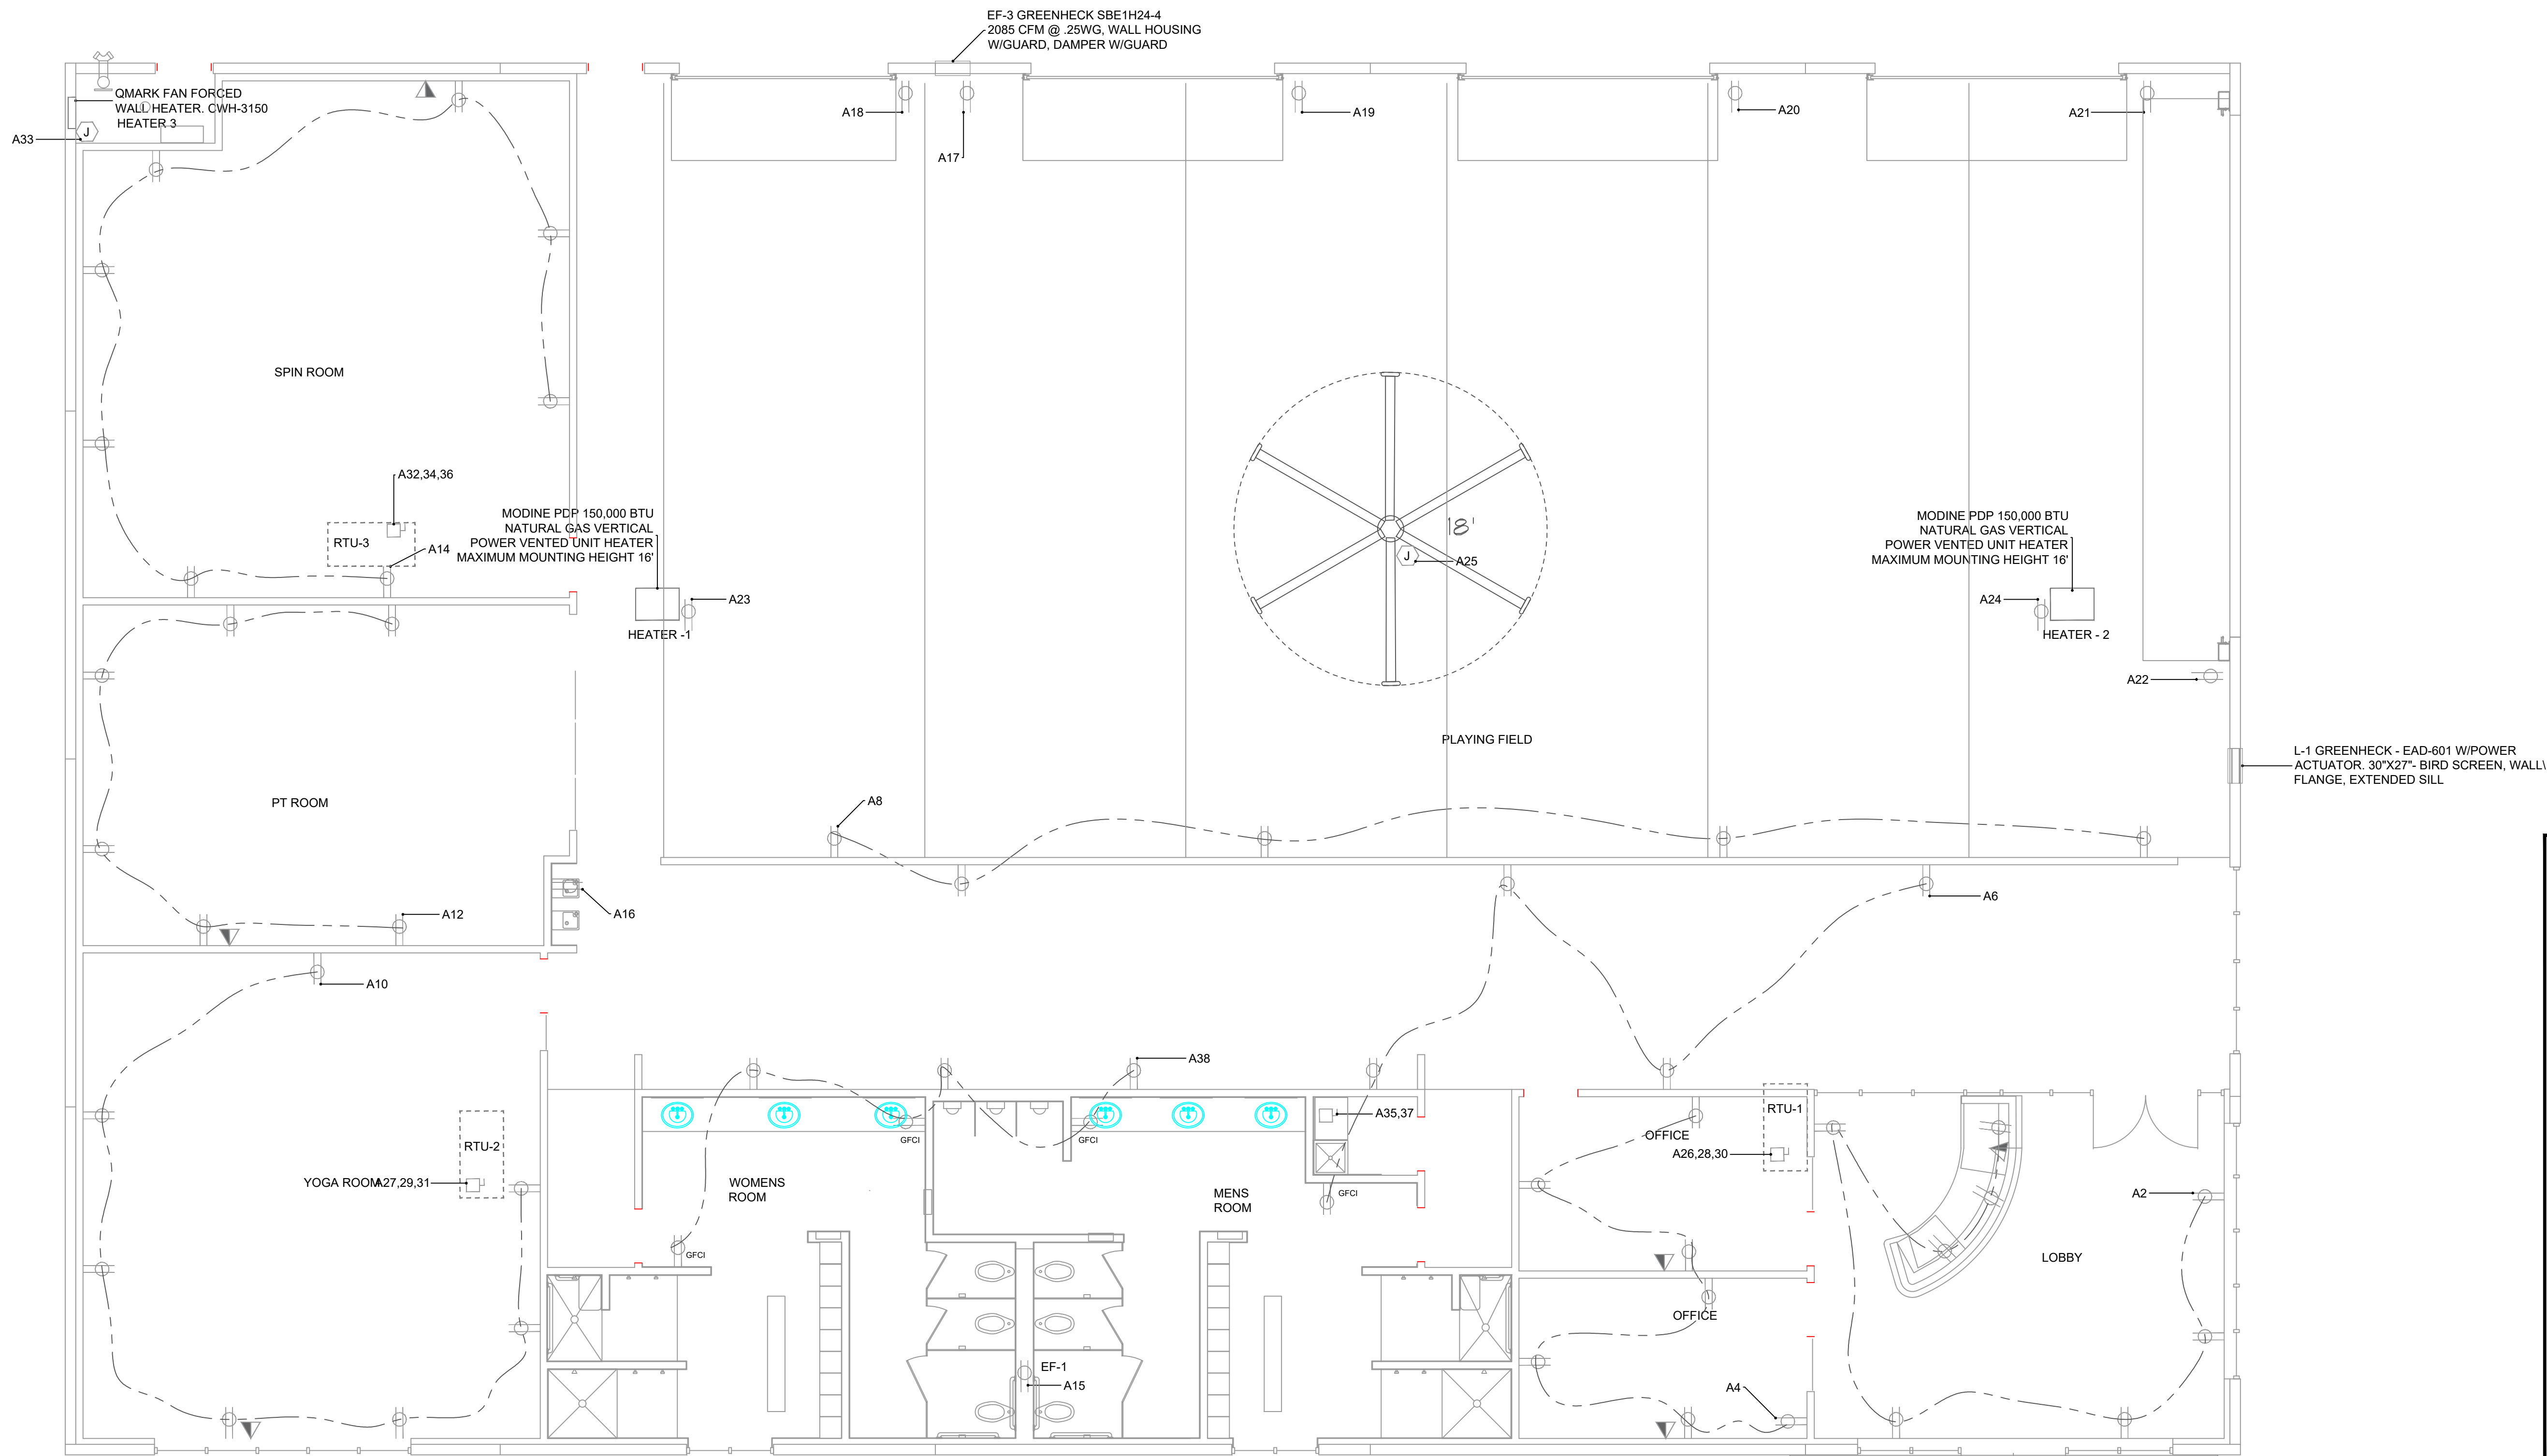 EF-3 GREENHECK SBE1H24-4
2085 CFM @ .25WG, WALL HOUSING
W/GUARD, DAMPER W/GUARD
QMARK FAN FORCED
WALL HEATER. CWH-3150
HEATER 3
A33
J
A18
A17
A19
A20
A21
SPIN ROOM
A32,34,36
RTU-3
A14
MODINE PDP 150,000 BTU
NATURAL GAS VERTICAL
POWER VENTED UNIT HEATER
MAXIMUM MOUNTING HEIGHT 16'
A23
HEATER -1
18'
J
A25
MODINE PDP 150,000 BTU
NATURAL GAS VERTICAL
POWER VENTED UNIT HEATER
MAXIMUM MOUNTING HEIGHT 16'
A24
HEATER - 2
A22
PLAYING FIELD
L-1 GREENHECK - EAD-601 W/POWER
ACTUATOR. 30"X27"- BIRD SCREEN, WALL\
FLANGE, EXTENDED SILL
PT ROOM
A8
A12
A16
A6
A10
A38
A35,37
GFCI
GFCI
RTU-1
OFFICE
A26,28,30
RTU-2
YOGA ROOM
A27,29,31
WOMENS
ROOM
MENS
ROOM
GFCI
A2
GFCI
LOBBY
OFFICE
EF-1
A15
A4